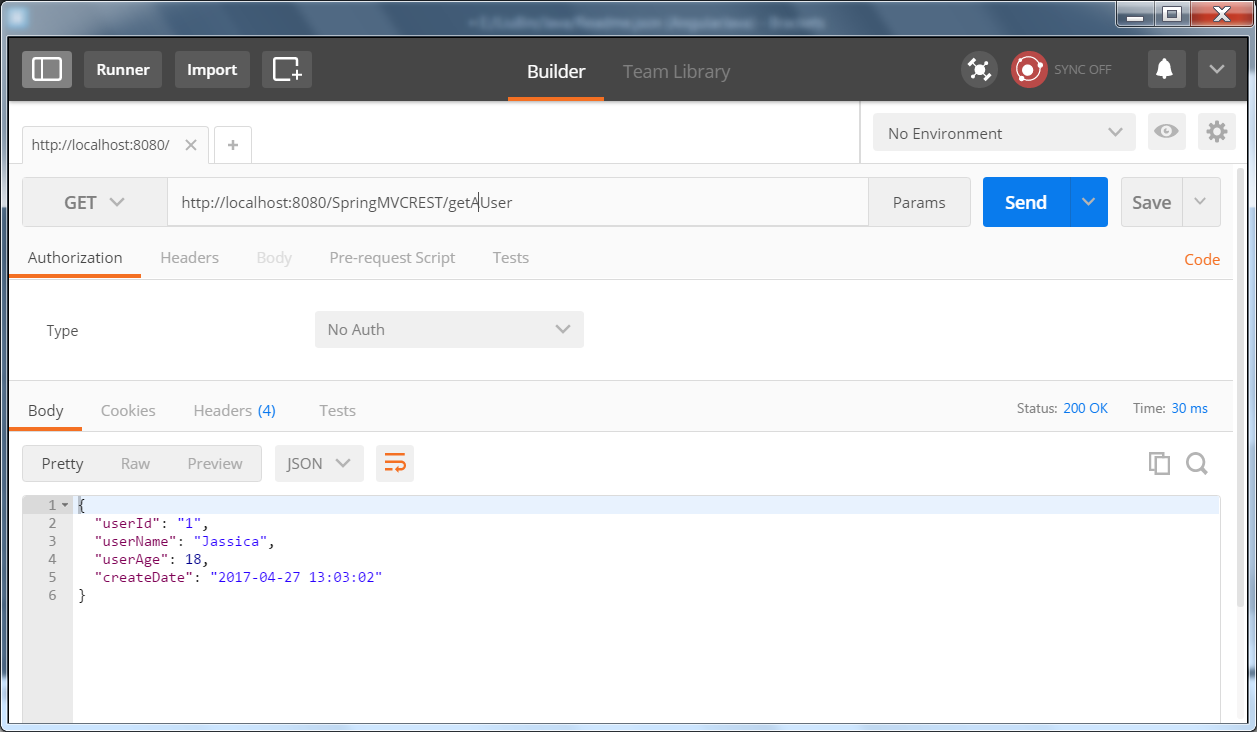 Runner Import Builder Team Library SYNC OFF
http://localhost:8080/ No Environment
GET http://localhost:8080/SpringMVCREST/getAUser Params Send Save
Authorization Headers Body Pre-request Script Tests Code
Type No Auth
Body Cookies Headers (4) Tests Status: 200 OK Time: 30 ms
Pretty Raw Preview JSON
1 {
2 "userId": "1",
3 "userName": "Jassica",
4 "userAge": 18,
5 "createDate": "2017-04-27 13:03:02"
6 }